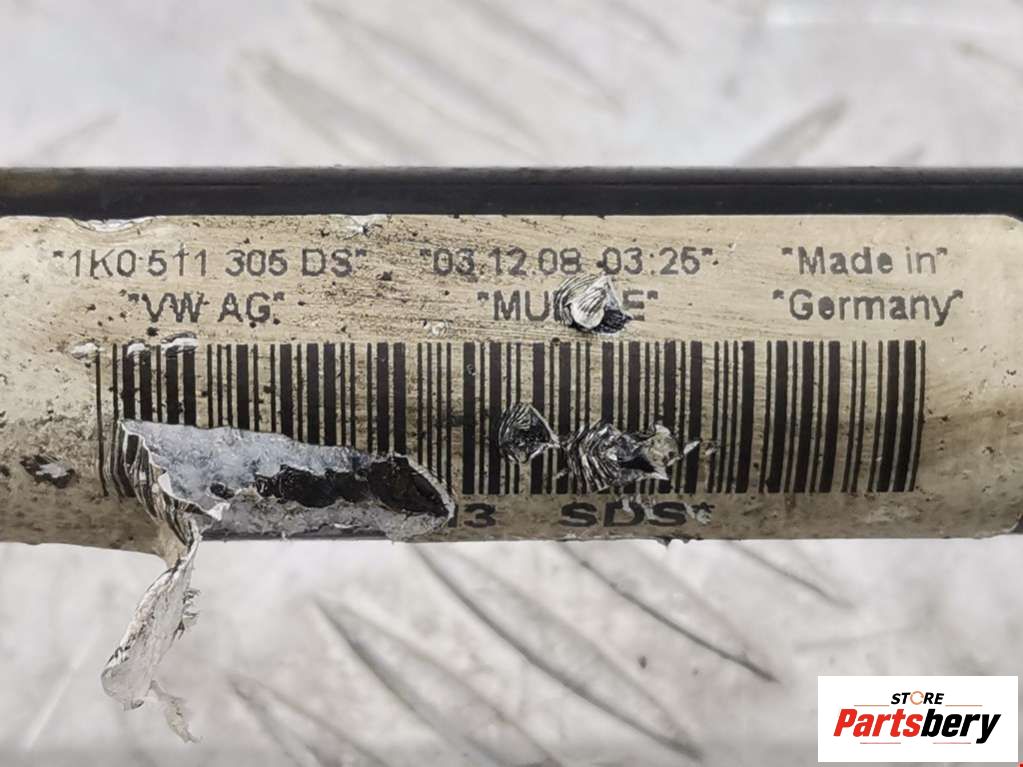 "1K0 511 305 DS" "03.12.08 03:25" "Made in"
"VW AG" "Germany"
SDS*
STORE
Partsbery